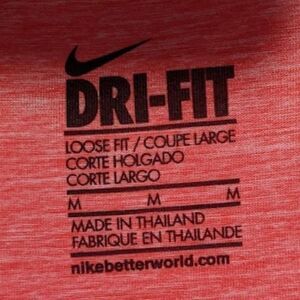 DRI-FIT
LOOSE FIT / COUPE LARGE
CORTE HOLGADO
CORTE LARGO
M M M
MADE IN THAILAND
FABRIQUE EN THAILANDE
nikebetterworld.com